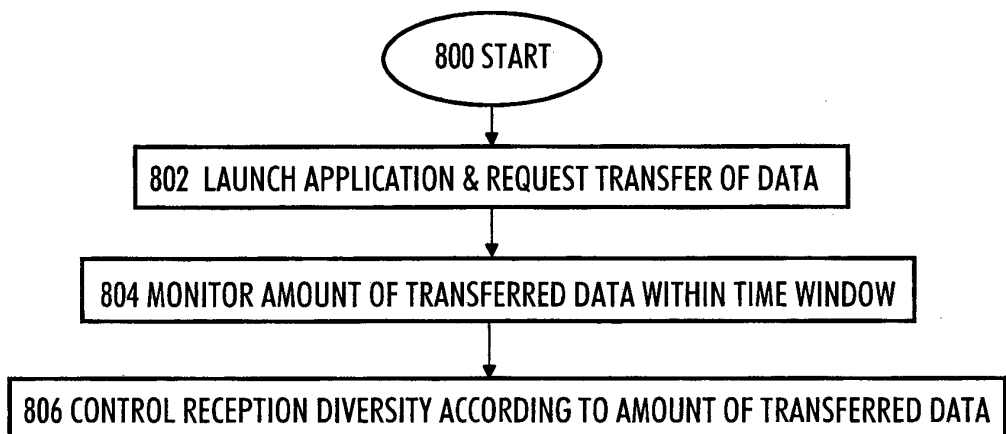 800 START
802 LAUNCH APPLICATION & REQUEST TRANSFER OF DATA
804 MONITOR AMOUNT OF TRANSFERRED DATA WITHIN TIME WINDOW
806 CONTROL RECEPTION DIVERSITY ACCORDING TO AMOUNT OF TRANSFERRED DATA